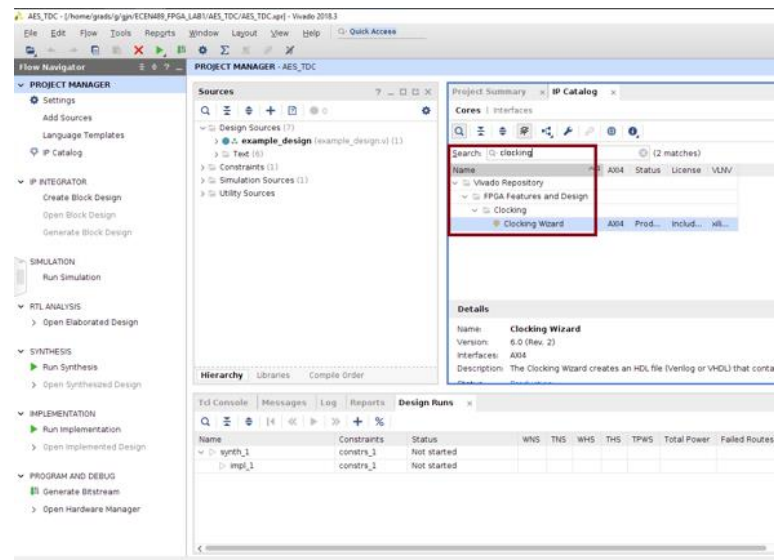 AES_TDC - [/home/grads/g/gjn/ECEN489_FPGA_LAB1/AES_TDC/AES_TDC.xpr] - Vivado 2018.3
File Edit Flow Tools Reports Window Layout View Help Quick Access
Flow Navigator
PROJECT MANAGER - AES_TDC
PROJECT MANAGER
Settings
Add Sources
Language Templates
IP Catalog
IP INTEGRATOR
Create Block Design
Open Block Design
Generate Block Design
SIMULATION
Run Simulation
RTL ANALYSIS
Open Elaborated Design
SYNTHESIS
Run Synthesis
Open Synthesized Design
IMPLEMENTATION
Run Implementation
Open Implemented Design
PROGRAM AND DEBUG
Generate Bitstream
Open Hardware Manager
Sources
Design Sources (7)
example_design (example_design.v) (1)
Text (6)
Constraints (1)
Simulation Sources (1)
Utility Sources
Hierarchy Libraries Compile Order
Project Summary IP Catalog
Cores | Interfaces
Search: clocking (2 matches)
Name AXI4 Status License VLNV
Vivado Repository
FPGA Features and Design
Clocking
Clocking Wizard AXI4 Prod... Includ... xili...
Details
Name: Clocking Wizard
Version: 6.0 (Rev. 2)
Interfaces: AXI4
Description: The Clocking Wizard creates an HDL file (Verilog or VHDL) that conta
Tcl Console Messages Log Reports Design Runs
Name Constraints Status WNS TNS WHS THS TPWS Total Power Failed Routes
synth_1 constrs_1 Not started
impl_1 constrs_1 Not started